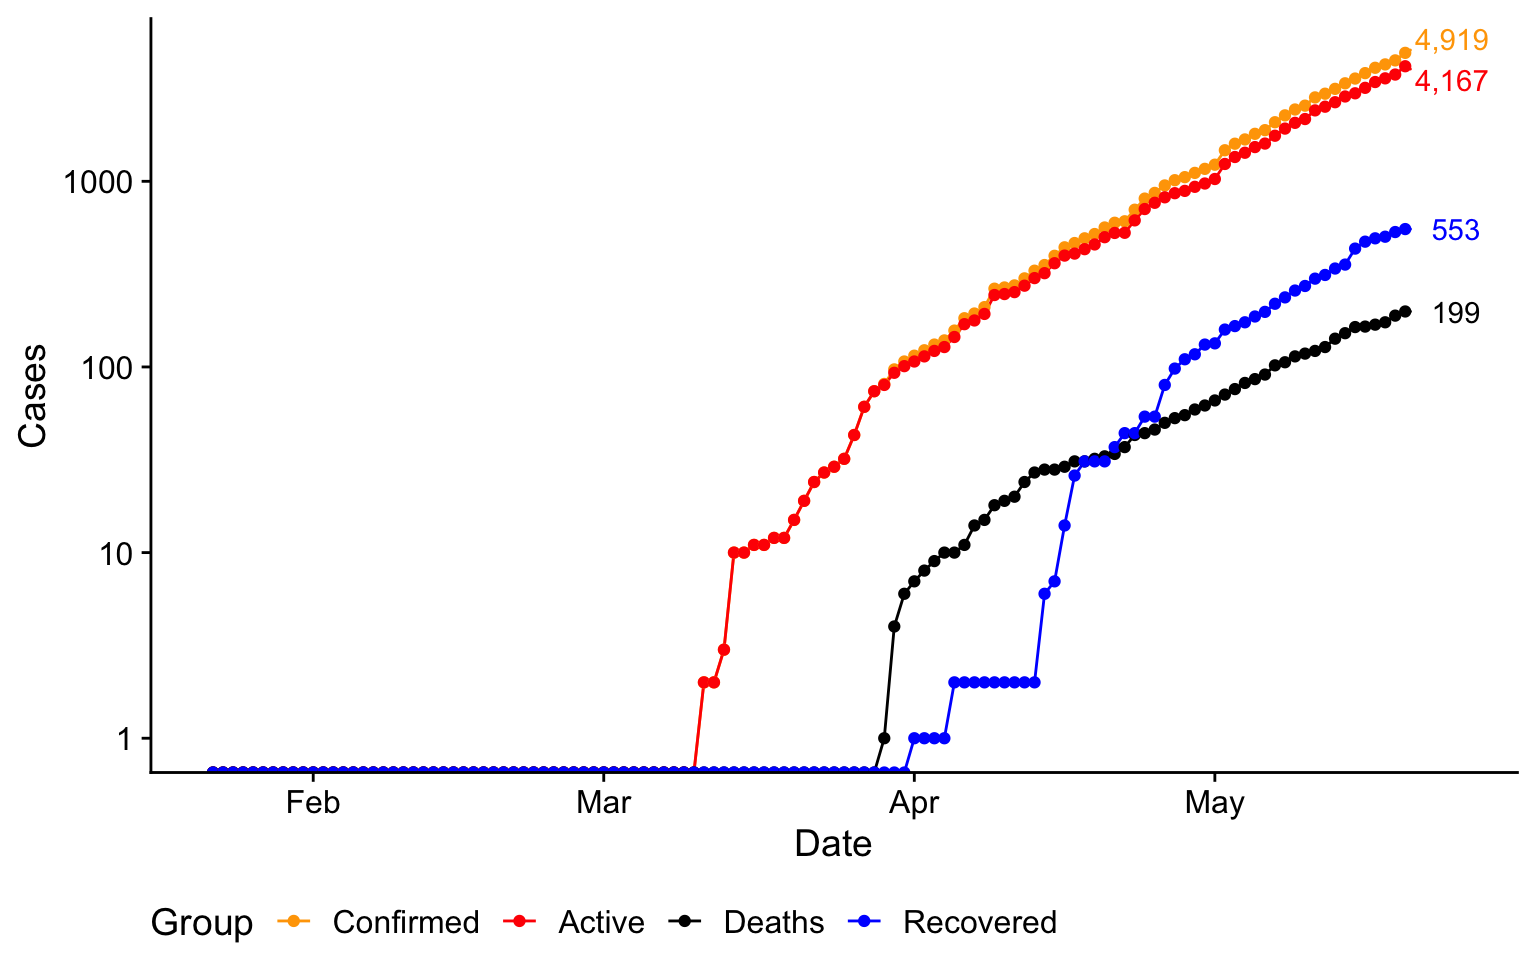 4,919
4,167
1000
553
199
100
Cases
10
1
Feb Mar Apr May
Date
Group Confirmed Active Deaths Recovered